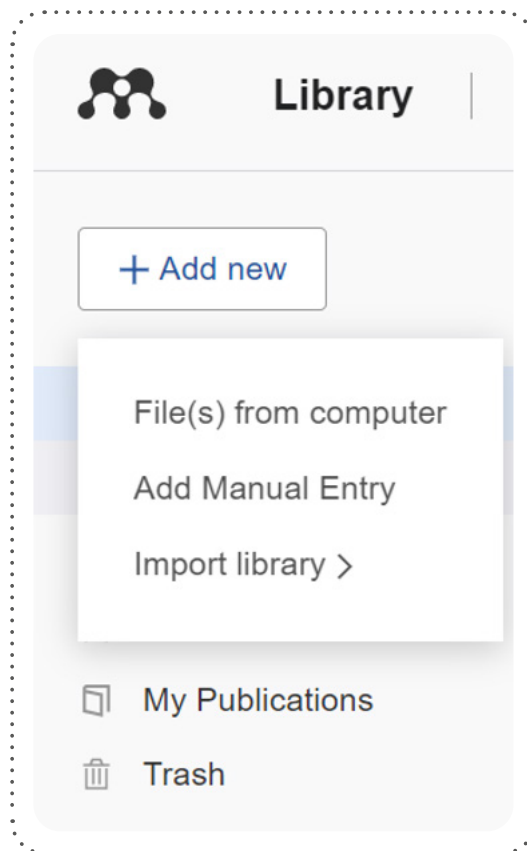 Library
+ Add new
File(s) from computer
Add Manual Entry
Import library >
My Publications
Trash